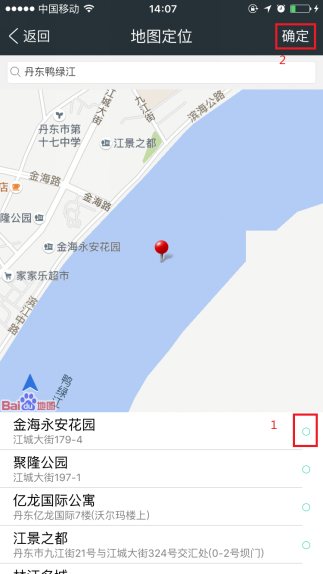 中国移动
14:07
返回
地图定位
确定
2
丹东鸭绿江
江城大街
九江街
滨海公路
丹东市第
十七中学
江景之都
金海路
店
金海路
隆公园
金海永安花园
家家乐超市
滨江中路
鸭绿江
Bai du 地图
金海永安花园
1
江城大街179-4
聚隆公园
江城大街197-1
亿龙国际公寓
丹东亿龙国际7楼(沃尔玛楼上)
江景之都
丹东市九江街21号与江城大街324号交汇处(0-2号坝门)